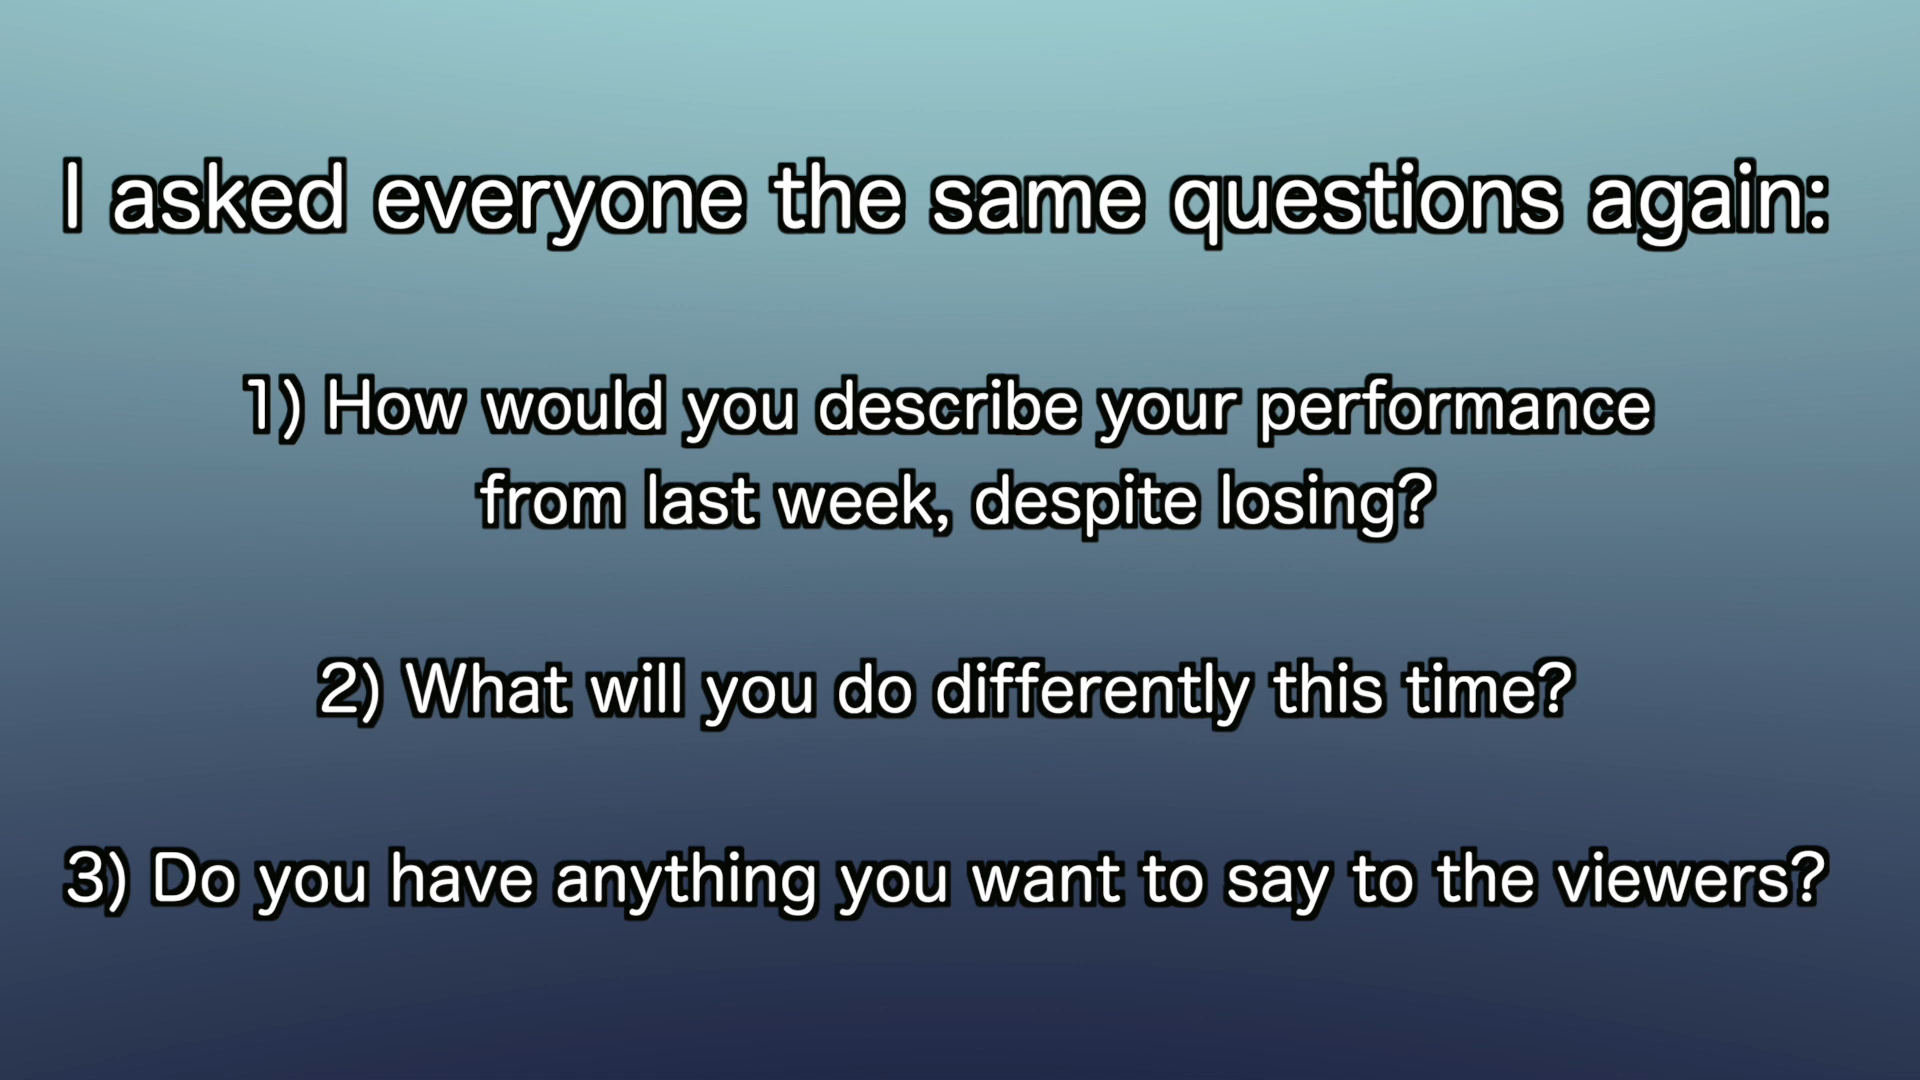 I asked everyone the same questions again:
1) How would you describe your performance
from last week, despite losing?
2) What will you do differently this time?
3) Do you have anything you want to say to the viewers?